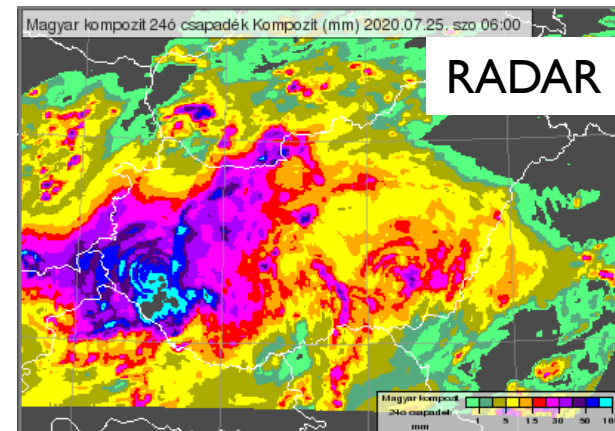 Magyar kompozit 24ó csapadék Kompozit (mm) 2020.07.25. szo 06:00
RADAR
Magyar kompozit
24ó csapadék
mm
5 15 30 50 10